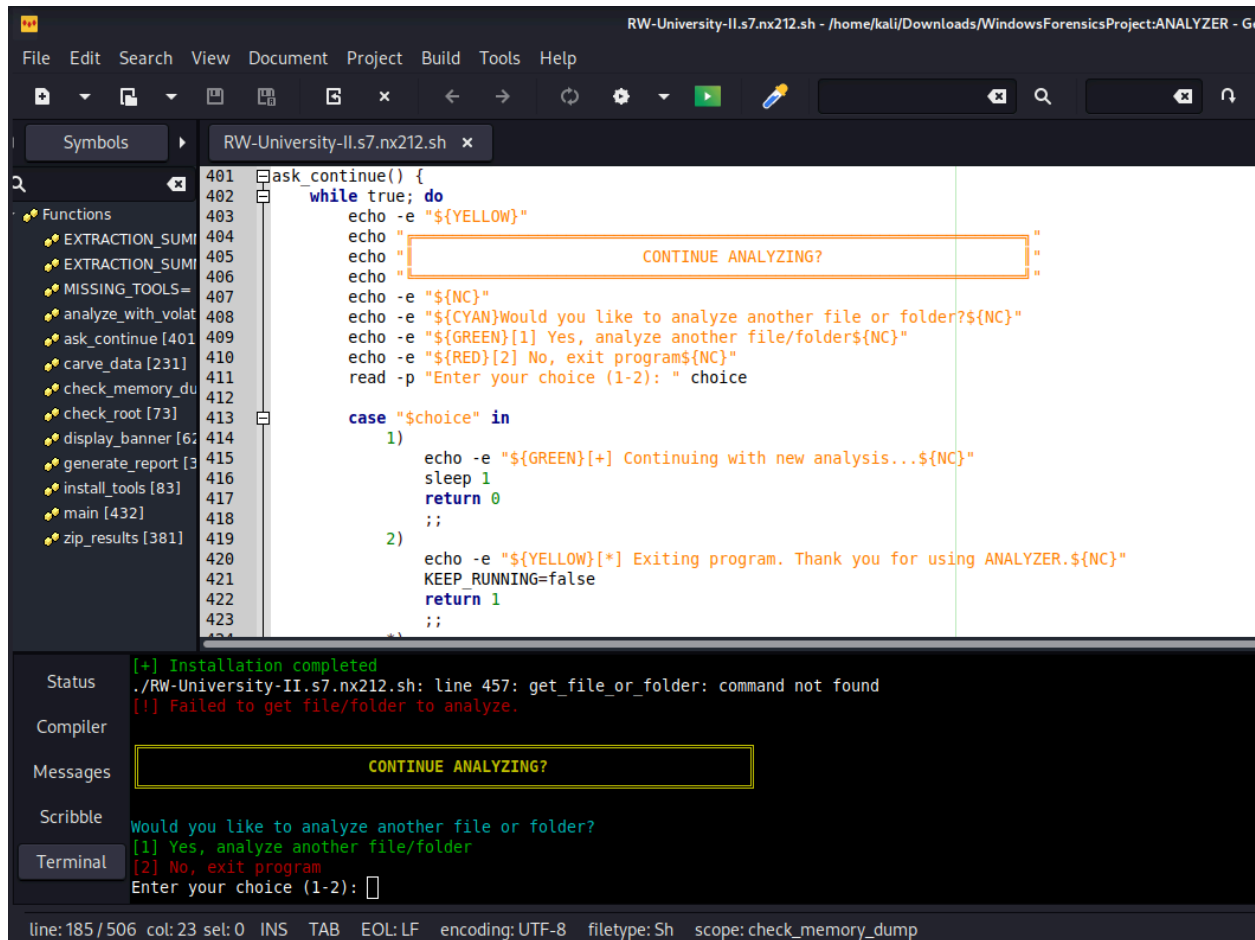 RW-University-II.s7.nx212.sh - /home/kali/Downloads/WindowsForensicsProject:ANALYZER - Ge
File Edit Search View Document Project Build Tools Help
Symbols
RW-University-II.s7.nx212.sh
Functions
EXTRACTION_SUM
EXTRACTION_SUM
MISSING_TOOLS=
analyze_with_volat
ask_continue [401
carve_data [231]
check_memory_du
check_root [73]
display_banner [62
generate_report [3
install_tools [83]
main [432]
zip_results [381]
401 ask_continue() {
402 while true; do
403 echo -e "${YELLOW}"
404 echo "╔══════════════════════════════════════╗"
405 echo "║ CONTINUE ANALYZING? ║"
406 echo "╚══════════════════════════════════════╝"
407 echo -e "${NC}"
408 echo -e "${CYAN}Would you like to analyze another file or folder?${NC}"
409 echo -e "${GREEN}[1] Yes, analyze another file/folder${NC}"
410 echo -e "${RED}[2] No, exit program${NC}"
411 read -p "Enter your choice (1-2): " choice
412
413 case "$choice" in
414 1)
415 echo -e "${GREEN}[+] Continuing with new analysis...${NC}"
416 sleep 1
417 return 0
418 ;;
419 2)
420 echo -e "${YELLOW}[*] Exiting program. Thank you for using ANALYZER.${NC}"
421 KEEP_RUNNING=false
422 return 1
423 ;;
Status
Compiler
Messages
Scribble
Terminal
[+] Installation completed
./RW-University-II.s7.nx212.sh: line 457: get_file_or_folder: command not found
[!] Failed to get file/folder to analyze.
CONTINUE ANALYZING?
Would you like to analyze another file or folder?
[1] Yes, analyze another file/folder
[2] No, exit program
Enter your choice (1-2):
line: 185 / 506 col: 23 sel: 0 INS TAB EOL: LF encoding: UTF-8 filetype: Sh scope: check_memory_dump